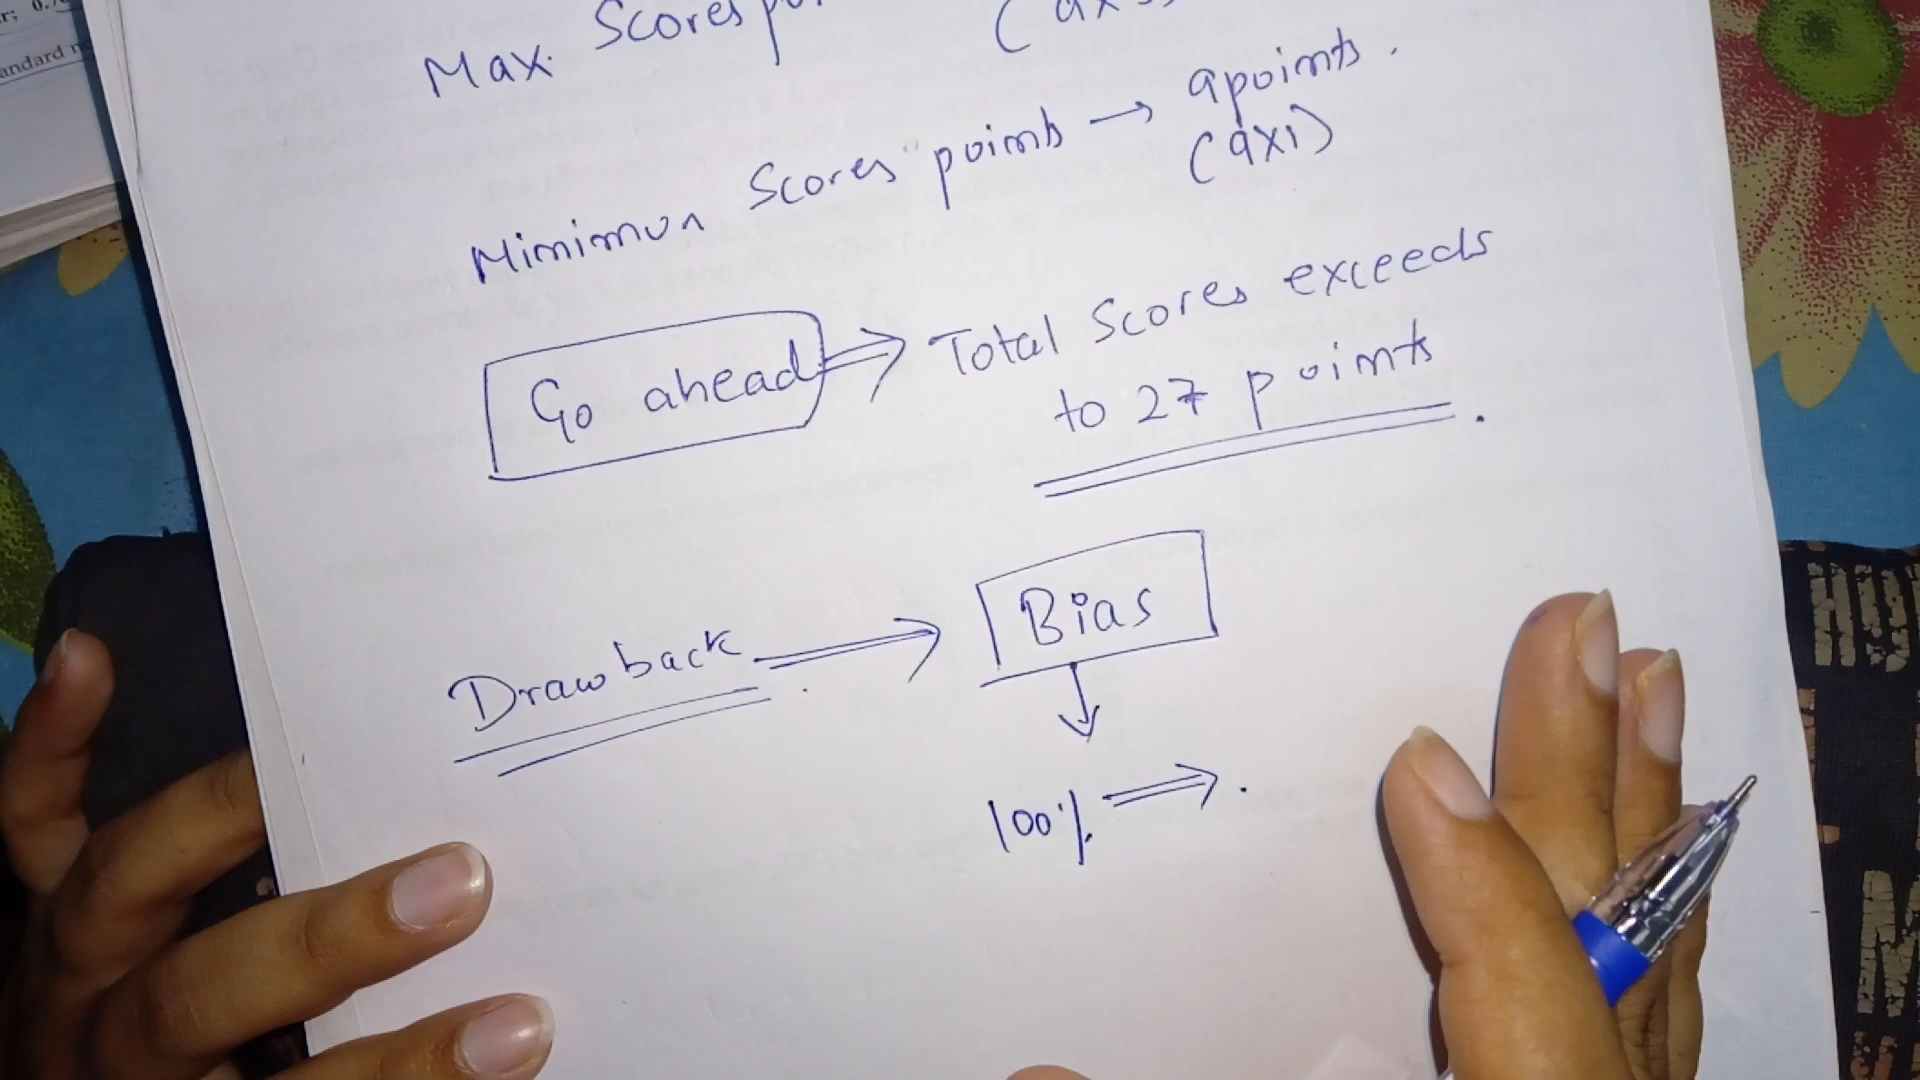 Max. Scores
Minimun Scores points → 9points.
(9x1)
Go ahead ⇒ Total Scores exceeds
to 27 points.
Drawback ⇒ Bias
↓
100% ⇒ .